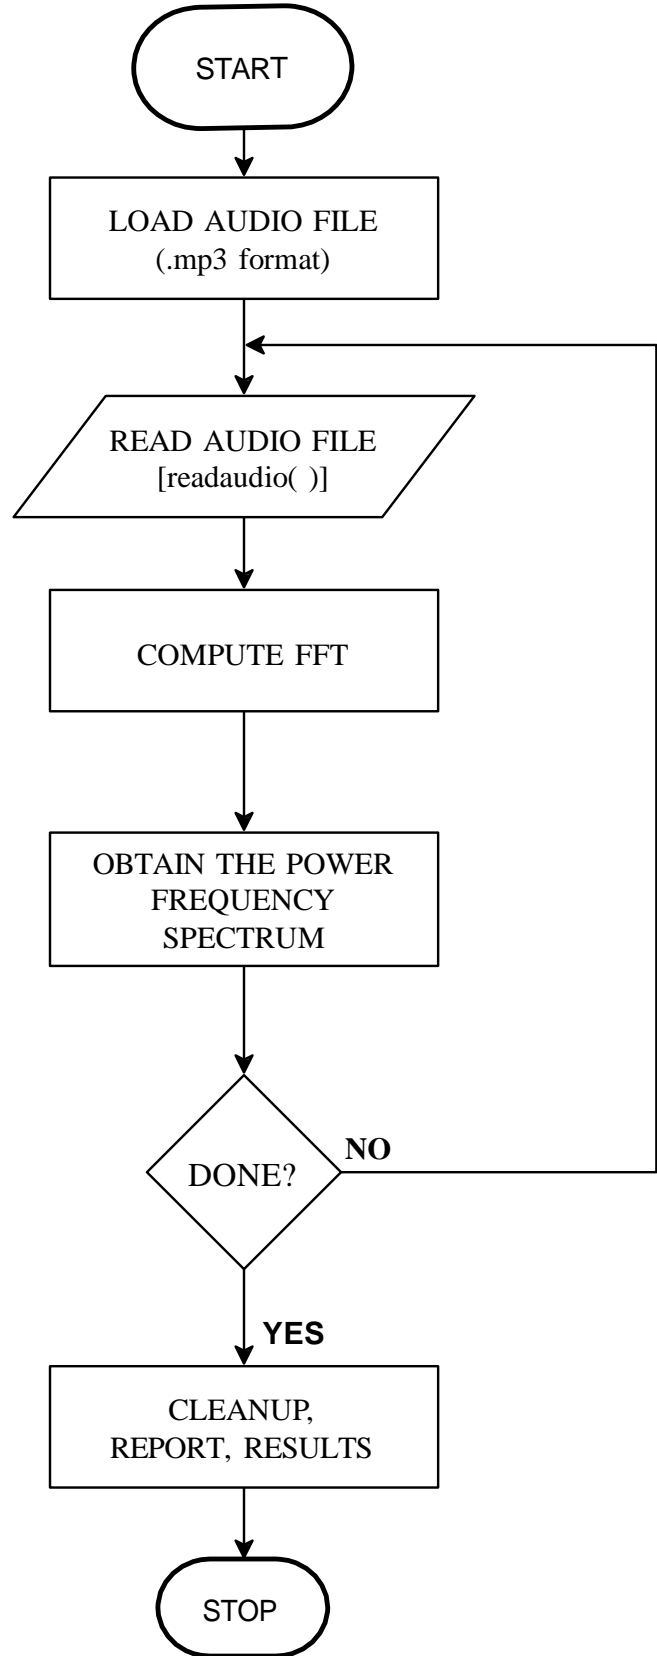 START
LOAD AUDIO FILE
(.mp3 format)
READ AUDIO FILE
[readaudio( )]
COMPUTE FFT
OBTAIN THE POWER
FREQUENCY
SPECTRUM
DONE?
NO
YES
CLEANUP,
REPORT, RESULTS
STOP